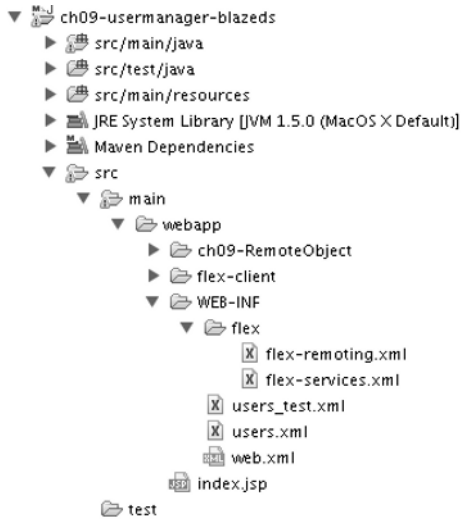 ch09-usermanager-blazeds
src/main/java
src/test/java
src/main/resources
JRE System Library [JVM 1.5.0 (MacOS X Default)]
Maven Dependencies
src
main
webapp
ch09-RemoteObject
flex-client
WEB-INF
flex
flex-remoting.xml
flex-services.xml
users_test.xml
users.xml
web.xml
index.jsp
test